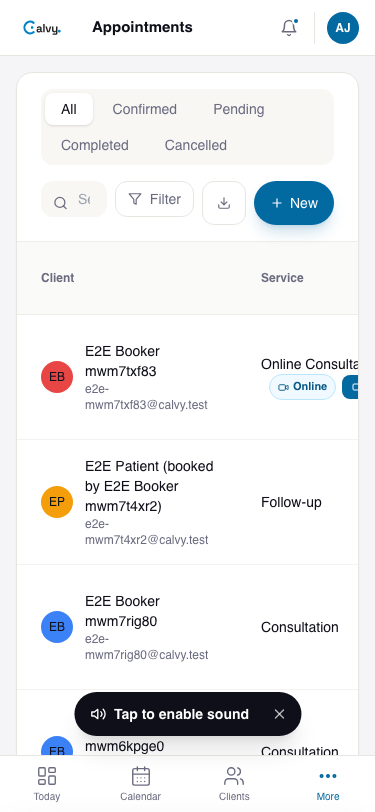 Calvy.
Appointments
AJ
All
Confirmed
Pending
Completed
Cancelled
Filter
New
Client
Service
EB
E2E Booker
mwm7txf83
e2e-
mwm7txf83@calvy.test
Online Consulta
Online
EP
E2E Patient (booked
by E2E Booker
mwm7t4xr2)
e2e-
mwm7t4xr2@calvy.test
Follow-up
EB
E2E Booker
mwm7rig80
e2e-
mwm7rig80@calvy.test
Consultation
Tap to enable sound
EB
mwm6kpge0
Consultation
Today
Calendar
Clients
More